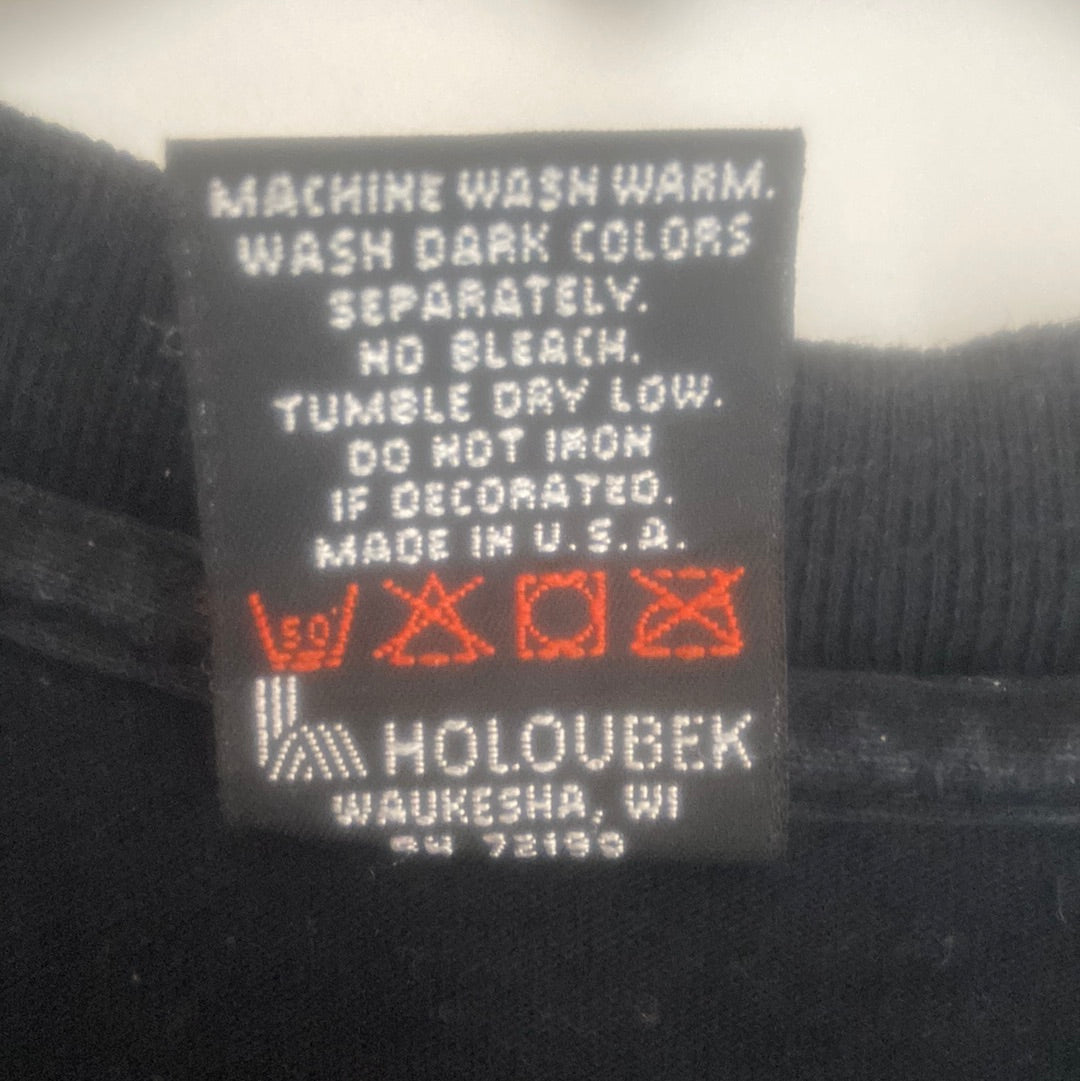 MACHINE WASH WARM.
WASH DARK COLORS
SEPARATELY.
NO BLEACH.
TUMBLE DRY LOW.
DO NOT IRON
IF DECORATED.
MADE IN U.S.A.
50°
HOLOUBEK
WAUKESHA, WI